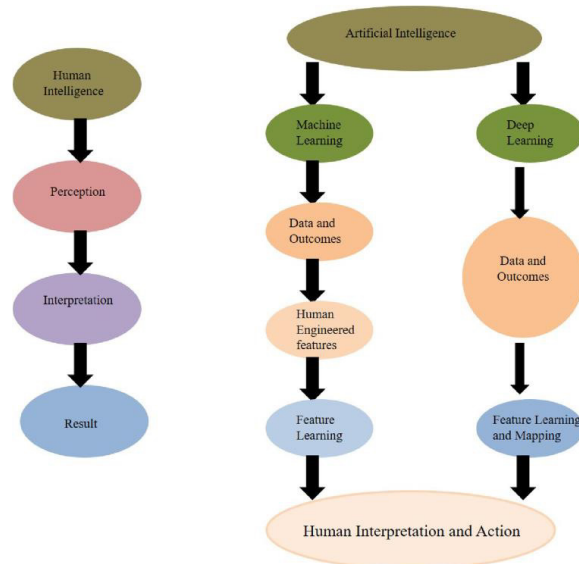 Human
Intelligence
Perception
Interpretation
Result
Artificial Intelligence
Machine
Learning
Data and
Outcomes
Human
Engineered
features
Feature
Learning
Deep
Learning
Data and
Outcomes
Feature Learning
and Mapping
Human Interpretation and Action